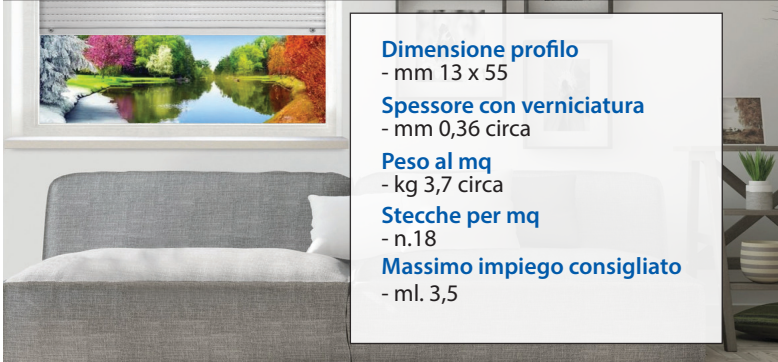 Dimensione profilo
- mm 13 x 55
Spessore con verniciatura
- mm 0,36 circa
Peso al mq
- kg 3,7 circa
Stecche per mq
- n.18
Massimo impiego consigliato
- ml. 3,5